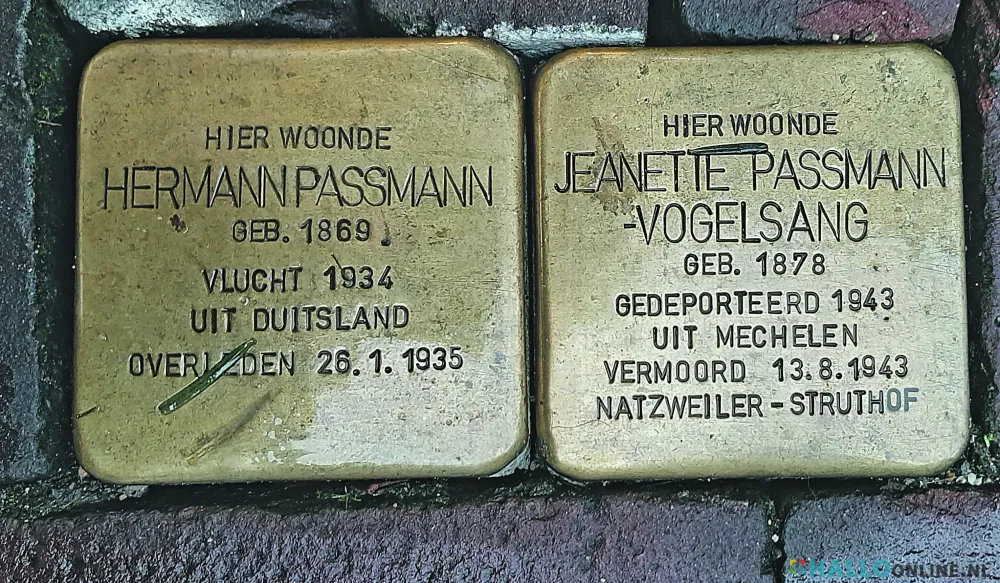 HIER WOONDE
HERMANN PASSMANN
GEB. 1869
VLUCHT 1934
UIT DUITSLAND
OVERLEDEN 26.1.1935
HIER WOONDE
JEANETTE PASSMANN
-VOGELSANG
GEB. 1878
GEDEPORTEERD 1943
UIT MECHELEN
VERMOORD 13.8.1943
NATZWEILER - STRUTHOF
HALLOONLINE.NL